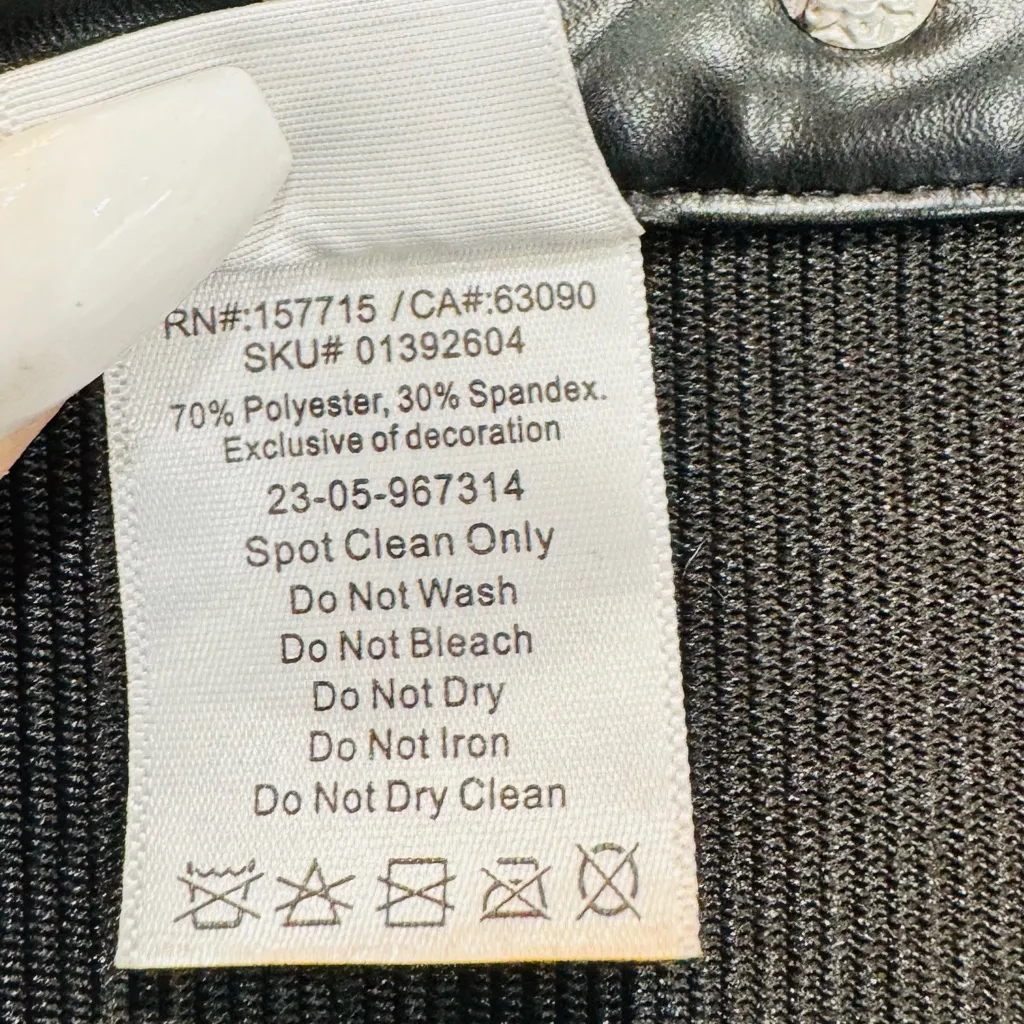 RN#:157715 /CA#:63090
SKU# 01392604
70% Polyester, 30% Spandex.
Exclusive of decoration
23-05-967314
Spot Clean Only
Do Not Wash
Do Not Bleach
Do Not Dry
Do Not Iron
Do Not Dry Clean